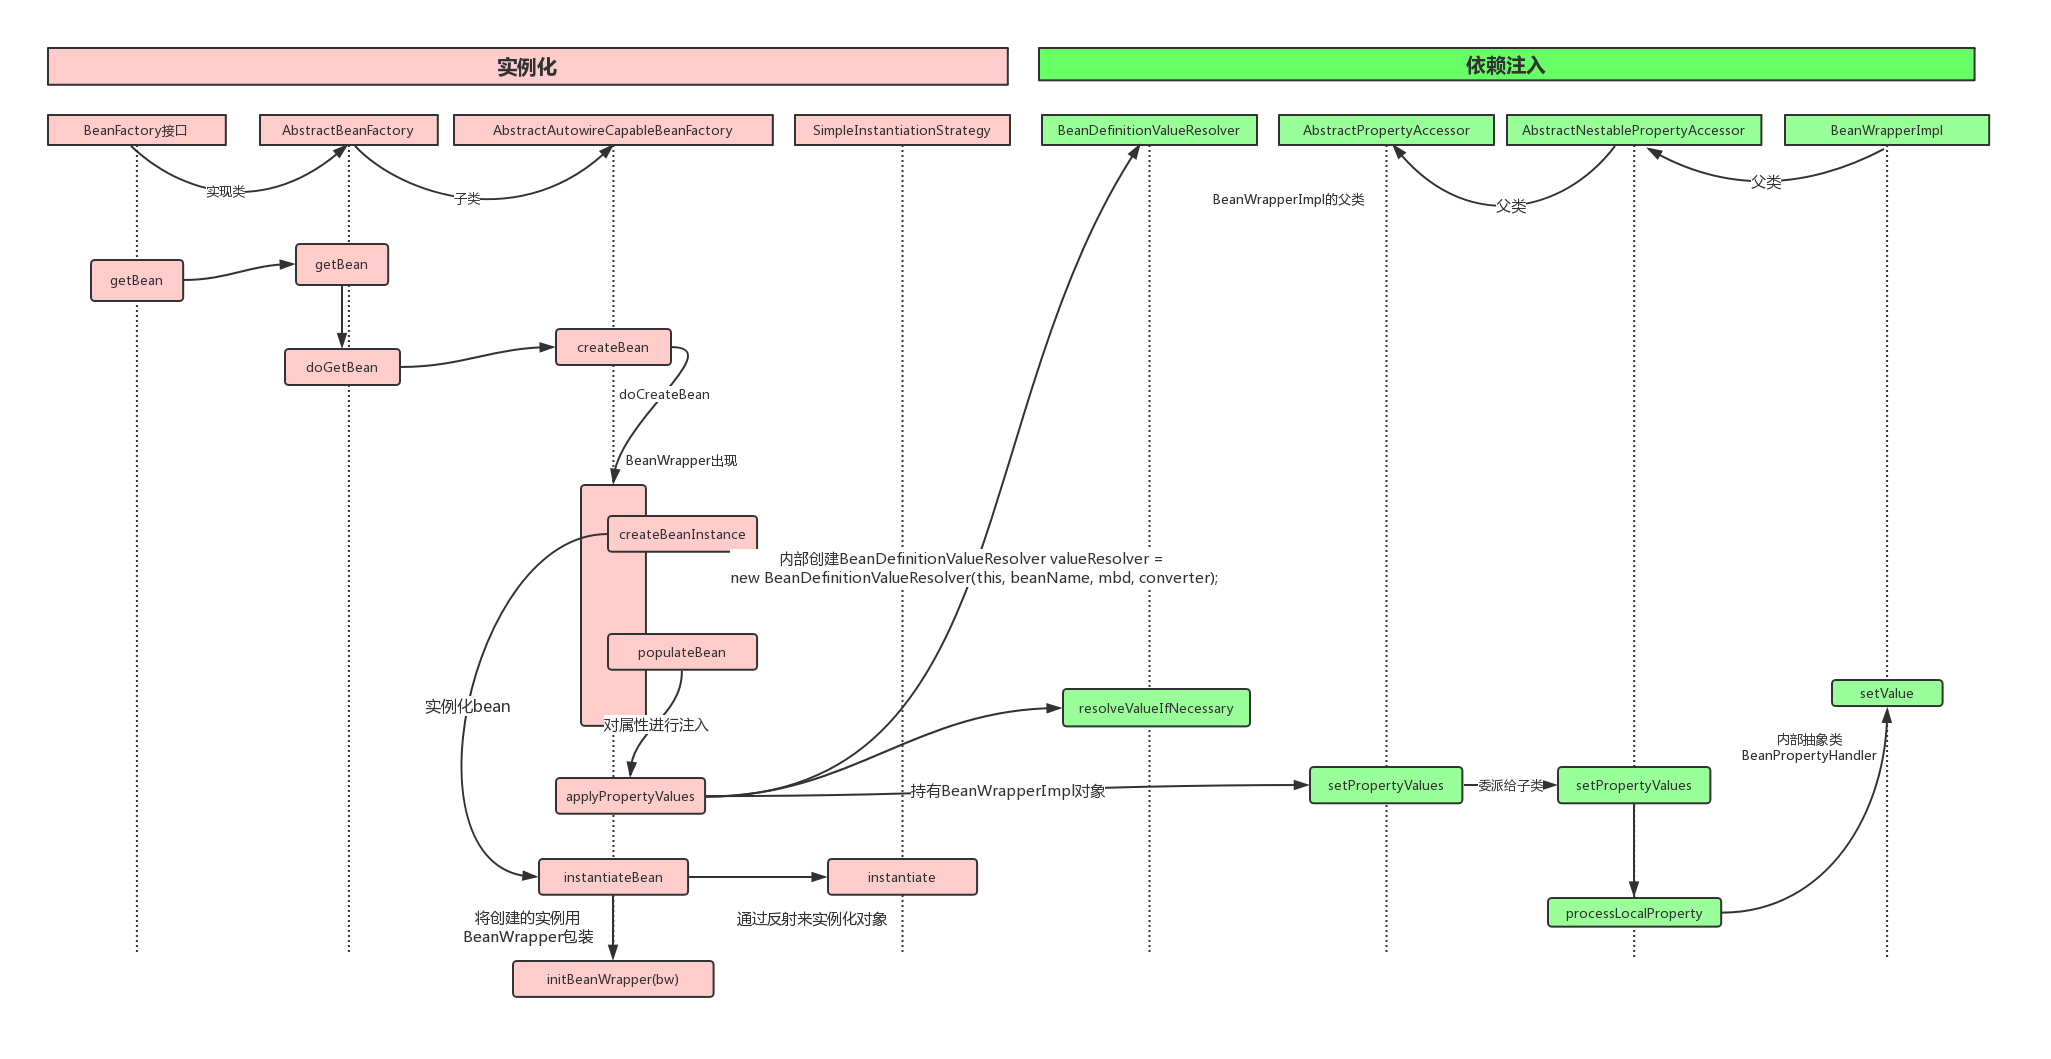 实例化
依赖注入
BeanFactory接口
AbstractBeanFactory
AbstractAutowireCapableBeanFactory
SimpleInstantiationStrategy
BeanDefinitionValueResolver
AbstractPropertyAccessor
AbstractNestablePropertyAccessor
BeanWrapperImpl
实现类
子类
BeanWrapperImpl的父类
父类
父类
getBean
getBean
doGetBean
createBean
doCreateBean
BeanWrapper出现
createBeanInstance
内部创建BeanDefinitionValueResolver valueResolver =
new BeanDefinitionValueResolver(this, beanName, mbd, converter);
populateBean
实例化bean
对属性进行注入
resolveValueIfNecessary
setValue
内部抽象类
BeanPropertyHandler
applyPropertyValues
持有BeanWrapperImpl对象
setPropertyValues
委派给子类
setPropertyValues
instantiateBean
instantiate
将创建的实例用
BeanWrapper包装
通过反射来实例化对象
processLocalProperty
initBeanWrapper(bw)